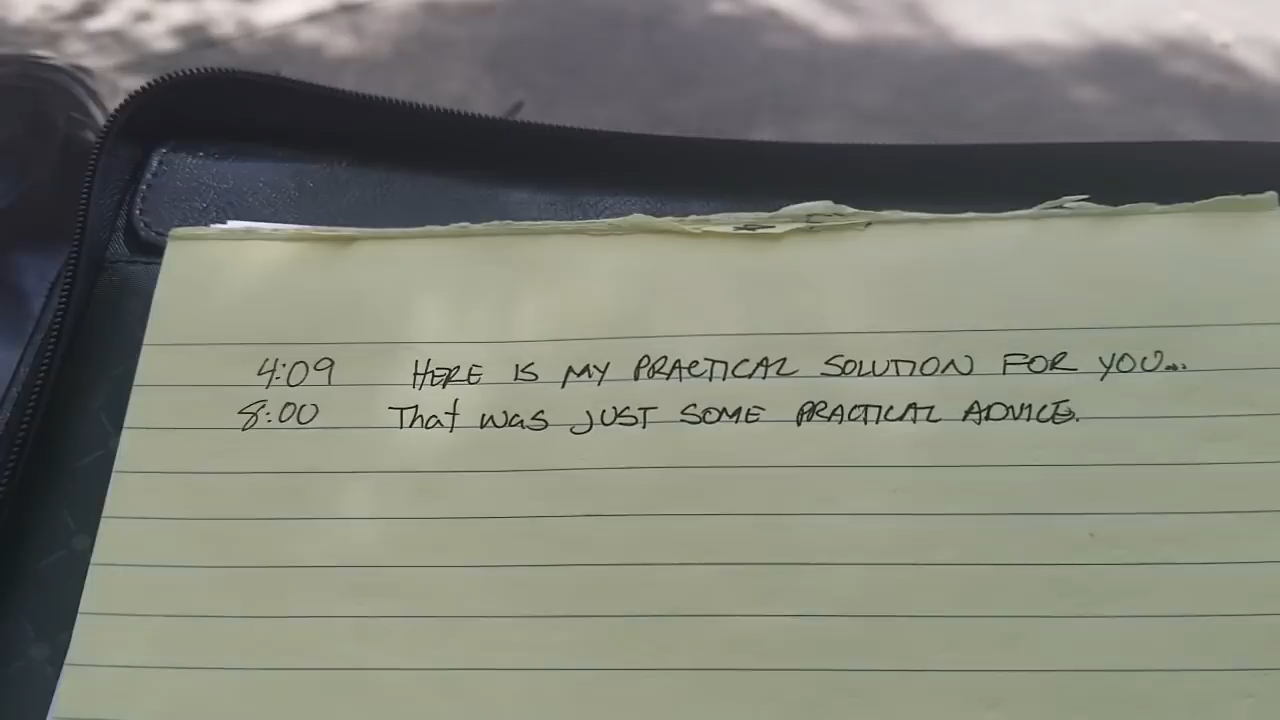 4:09 HERE IS MY PRACTICAL SOLUTION FOR YOU...
8:00 That was JUST SOME PRACTICAL ADVICE.